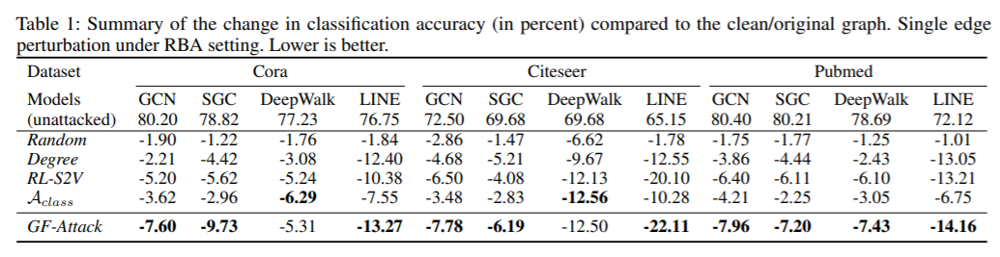 Table 1: Summary of the change in classification accuracy (in percent) compared to the clean/original graph. Single edge
perturbation under RBA setting. Lower is better.
Dataset Cora Citeseer Pubmed
Models GCN SGC DeepWalk LINE GCN SGC DeepWalk LINE GCN SGC DeepWalk LINE
(unattacked) 80.20 78.82 77.23 76.75 72.50 69.68 69.68 65.15 80.40 80.21 78.69 72.12
Random -1.90 -1.22 -1.76 -1.84 -2.86 -1.47 -6.62 -1.78 -1.75 -1.77 -1.25 -1.01
Degree -2.21 -4.42 -3.08 -12.40 -4.68 -5.21 -9.67 -12.55 -3.86 -4.44 -2.43 -13.05
RL-S2V -5.20 -5.62 -5.24 -10.38 -6.50 -4.08 -12.13 -20.10 -6.40 -6.11 -6.10 -13.21
𝒜class -3.62 -2.96 -6.29 -7.55 -3.48 -2.83 -12.56 -10.28 -4.21 -2.25 -3.05 -6.75
GF-Attack -7.60 -9.73 -5.31 -13.27 -7.78 -6.19 -12.50 -22.11 -7.96 -7.20 -7.43 -14.16